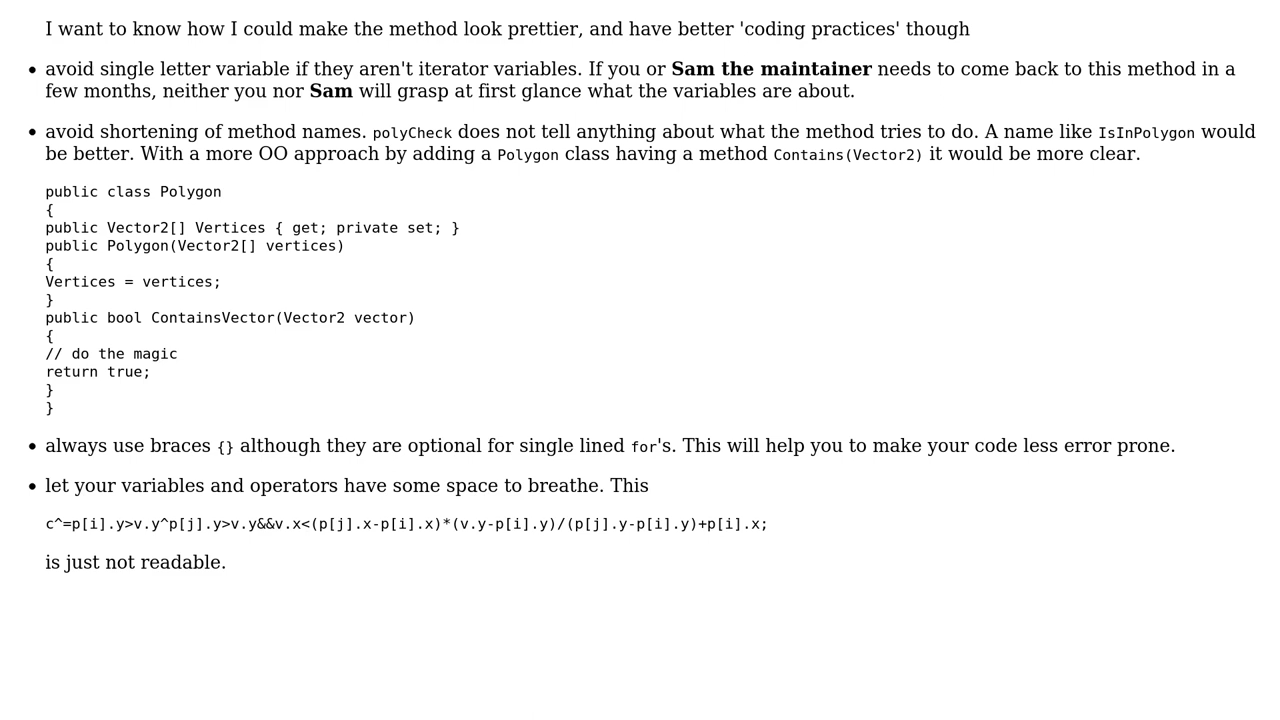 I want to know how I could make the method look prettier, and have better 'coding practices' though
• avoid single letter variable if they aren't iterator variables. If you or Sam the maintainer needs to come back to this method in a
few months, neither you nor Sam will grasp at first glance what the variables are about.
• avoid shortening of method names. polyCheck does not tell anything about what the method tries to do. A name like IsInPolygon would
be better. With a more OO approach by adding a Polygon class having a method Contains(Vector2) it would be more clear.
public class Polygon
{
public Vector2[] Vertices { get; private set; }
public Polygon(Vector2[] vertices)
{
Vertices = vertices;
}
public bool ContainsVector(Vector2 vector)
{
// do the magic
return true;
}
}
• always use braces {} although they are optional for single lined for's. This will help you to make your code less error prone.
• let your variables and operators have some space to breathe. This
c^=p[i].y>v.y^p[j].y>v.y&&v.x<(p[j].x-p[i].x)*(v.y-p[i].y)/(p[j].y-p[i].y)+p[i].x;
is just not readable.